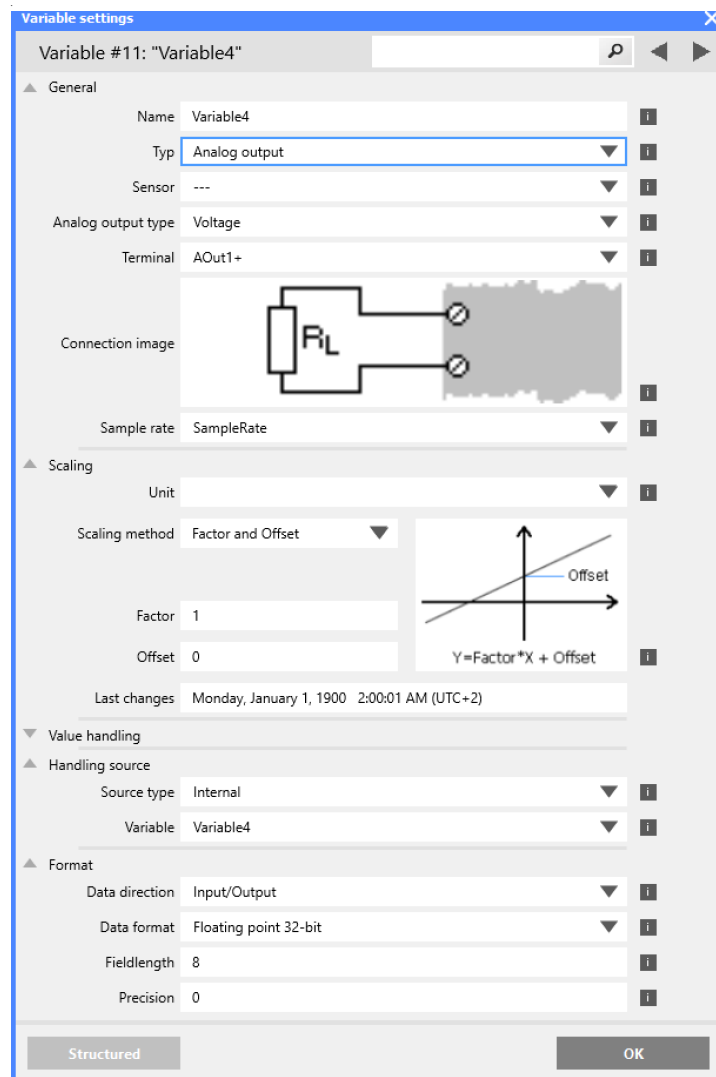 Variable settings
Variable #11: "Variable4"
General
Name Variable4
Typ Analog output
Sensor ---
Analog output type Voltage
Terminal AOut1+
Connection image RL
Sample rate SampleRate
Scaling
Unit
Scaling method Factor and Offset
Offset
Factor 1
Offset 0 Y=Factor*X + Offset
Last changes Monday, January 1, 1900 2:00:01 AM (UTC+2)
Value handling
Handling source
Source type Internal
Variable Variable4
Format
Data direction Input/Output
Data format Floating point 32-bit
Fieldlength 8
Precision 0
Structured OK